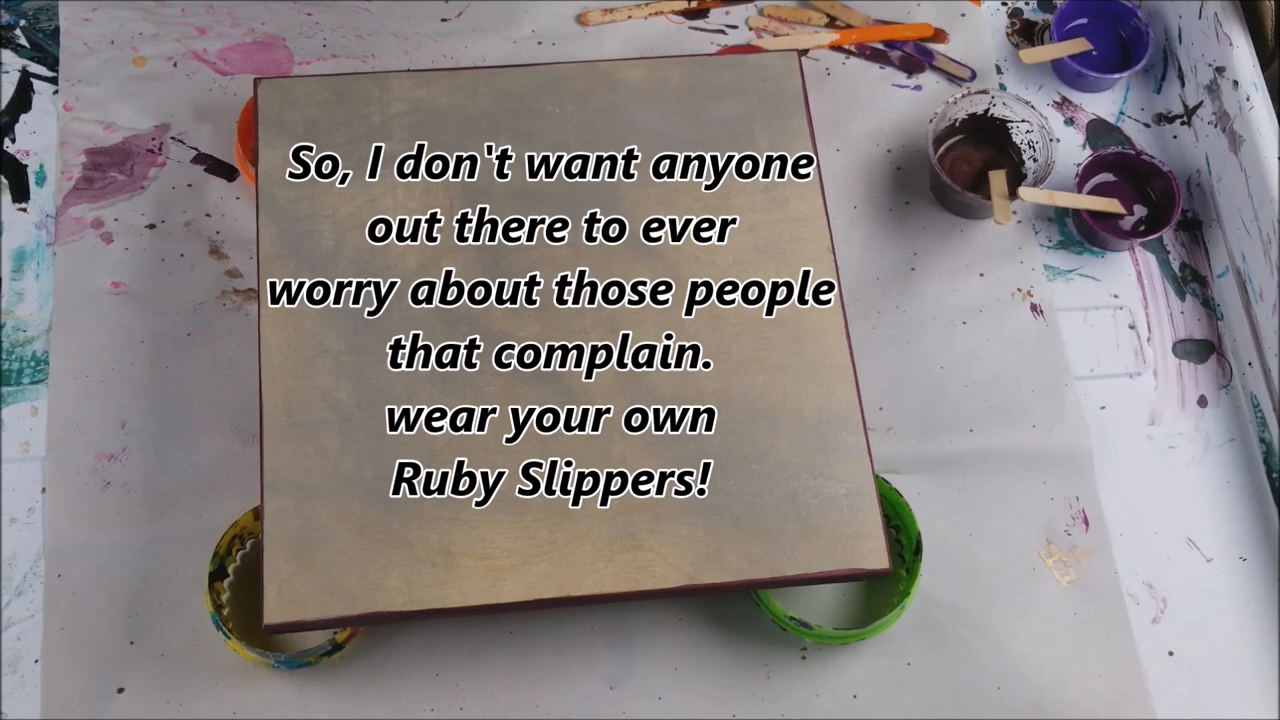 So, I don't want anyone
out there to ever
worry about those people
that complain.
wear your own
Ruby Slippers!